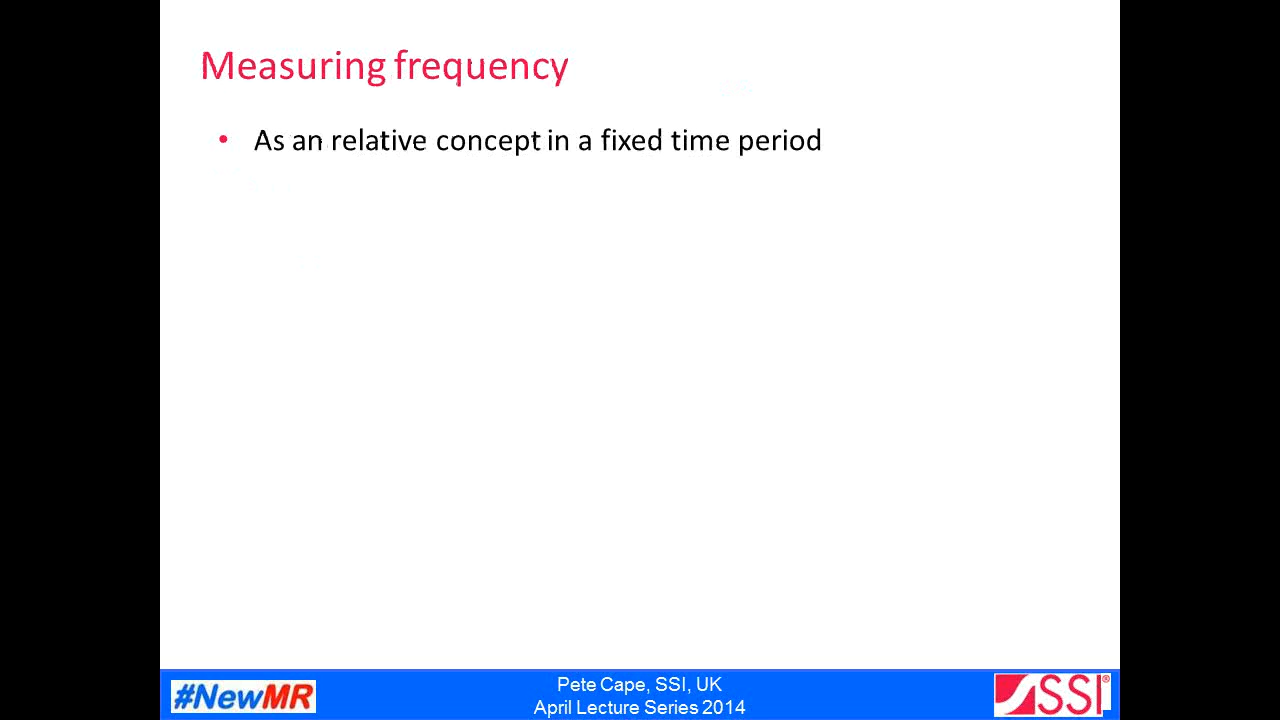 Measuring frequency
• As an relative concept in a fixed time period
#NewMR
Pete Cape, SSI, UK
April Lecture Series 2014
SSI®